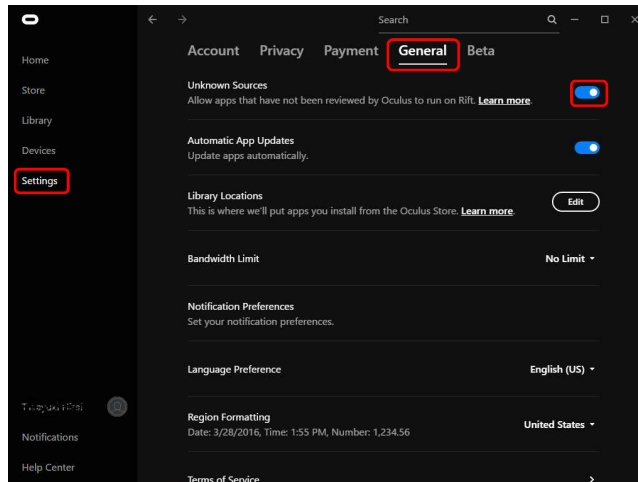 Search
Home
Store
Library
Devices
Settings
Notifications
Help Center
Account Privacy Payment General Beta
Unknown Sources
Allow apps that have not been reviewed by Oculus to run on Rift. Learn more.
Automatic App Updates
Update apps automatically.
Library Locations
This is where we'll put apps you install from the Oculus Store. Learn more.
Edit
Bandwidth Limit
No Limit
Notification Preferences
Set your notification preferences.
Language Preference
English (US)
Region Formatting
Date: 3/28/2016, Time: 1:55 PM, Number: 1,234.56
United States
Terms of Service